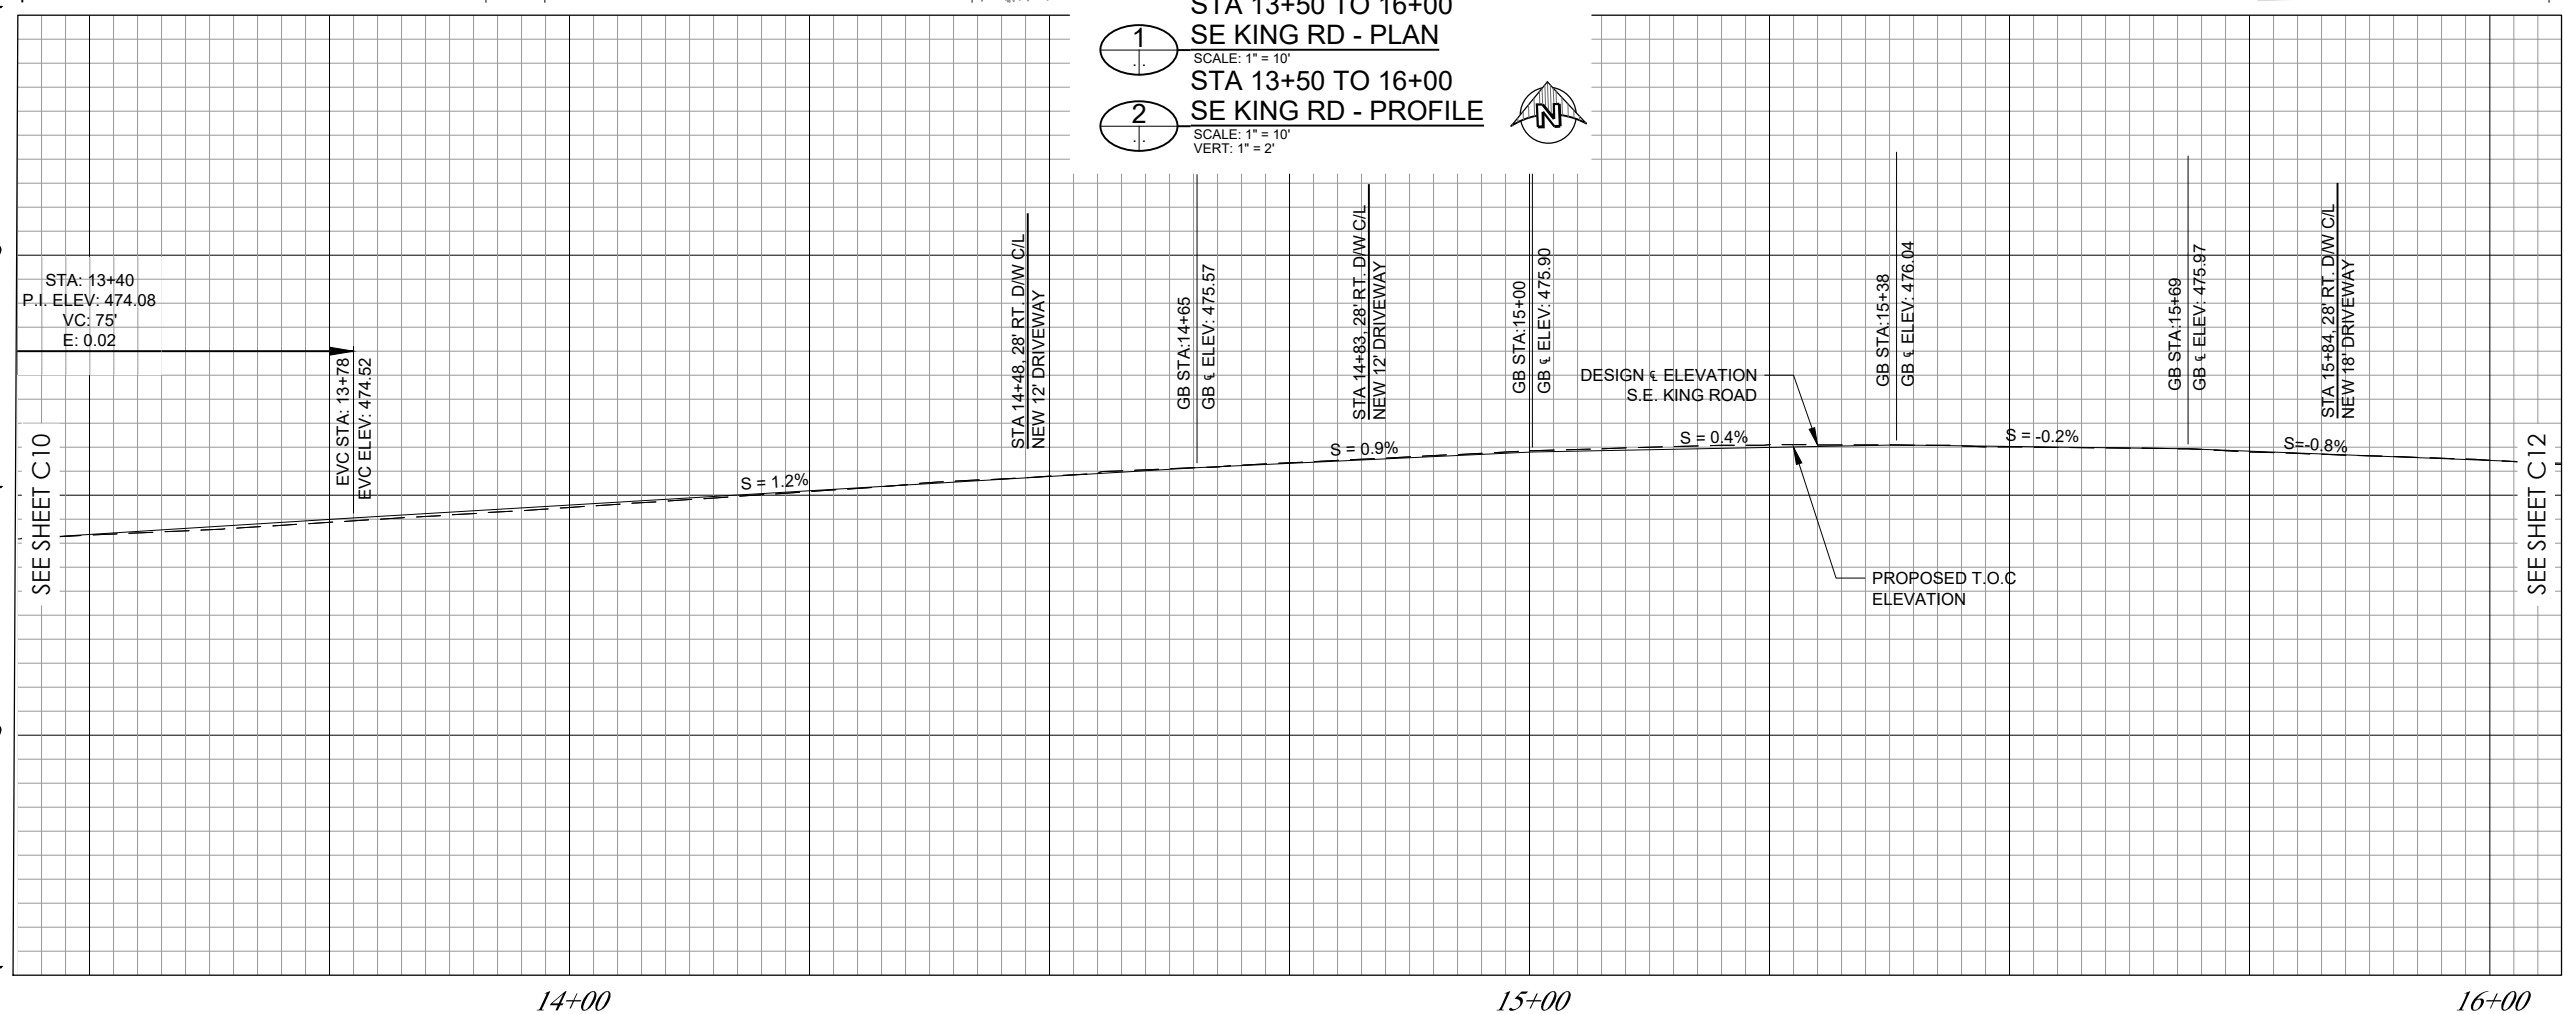 STA 13+50 TO 16+00
1
SE KING RD - PLAN
SCALE: 1" = 10'
STA 13+50 TO 16+00
2
SE KING RD - PROFILE
SCALE: 1" = 10'
VERT: 1" = 2'
N
STA: 13+40
P.I. ELEV: 474.08
VC: 75'
E: 0.02
EVC STA: 13+78
EVC ELEV: 474.52
SEE SHEET C10
S = 1.2%
STA 14+48, 28' RT. D/W C/L
NEW 12' DRIVEWAY
GB STA:14+65
GB ℄ ELEV: 475.57
STA 14+83, 28' RT. D/W C/L
NEW 12' DRIVEWAY
S = 0.9%
GB STA:15+00
GB ℄ ELEV: 475.90
DESIGN ℄ ELEVATION
S.E. KING ROAD
S = 0.4%
GB STA:15+38
GB ℄ ELEV: 476.04
S = -0.2%
GB STA:15+69
GB ℄ ELEV: 475.97
STA 15+84, 28' RT. D/W C/L
NEW 18' DRIVEWAY
S=-0.8%
PROPOSED T.O.C
ELEVATION
SEE SHEET C12
14+00
15+00
16+00